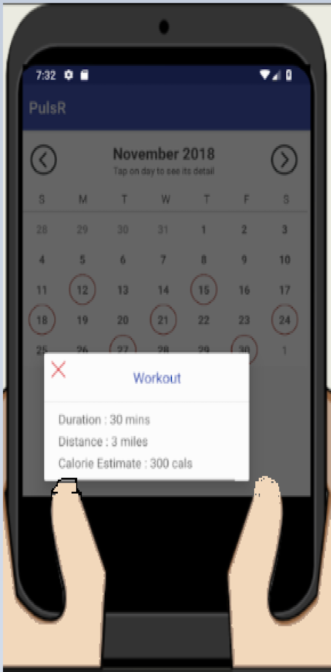 7:32
PulsR
November 2018
Tap on day to see its detail
S M T W T F S
28 29 30 31 1 2 3
4 5 6 7 8 9 10
11 12 13 14 15 16 17
18 19 20 21 22 23 24
25 26 27 28 29 30 1
Workout
Duration : 30 mins
Distance : 3 miles
Calorie Estimate : 300 cals